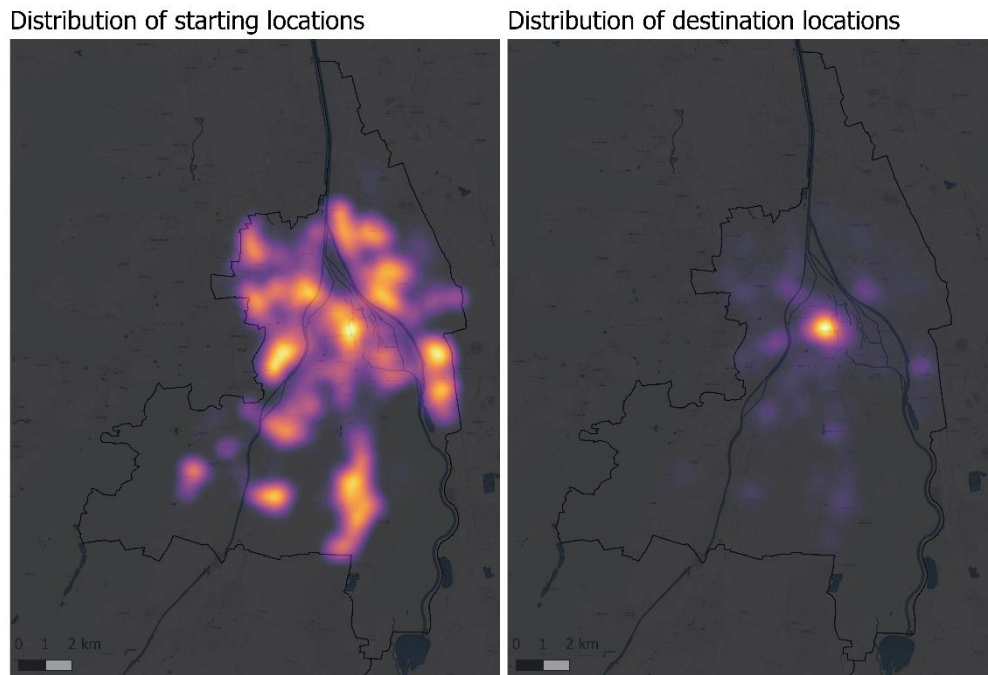 Distribution of starting locations
Distribution of destination locations
0 1 2 km
0 1 2 km